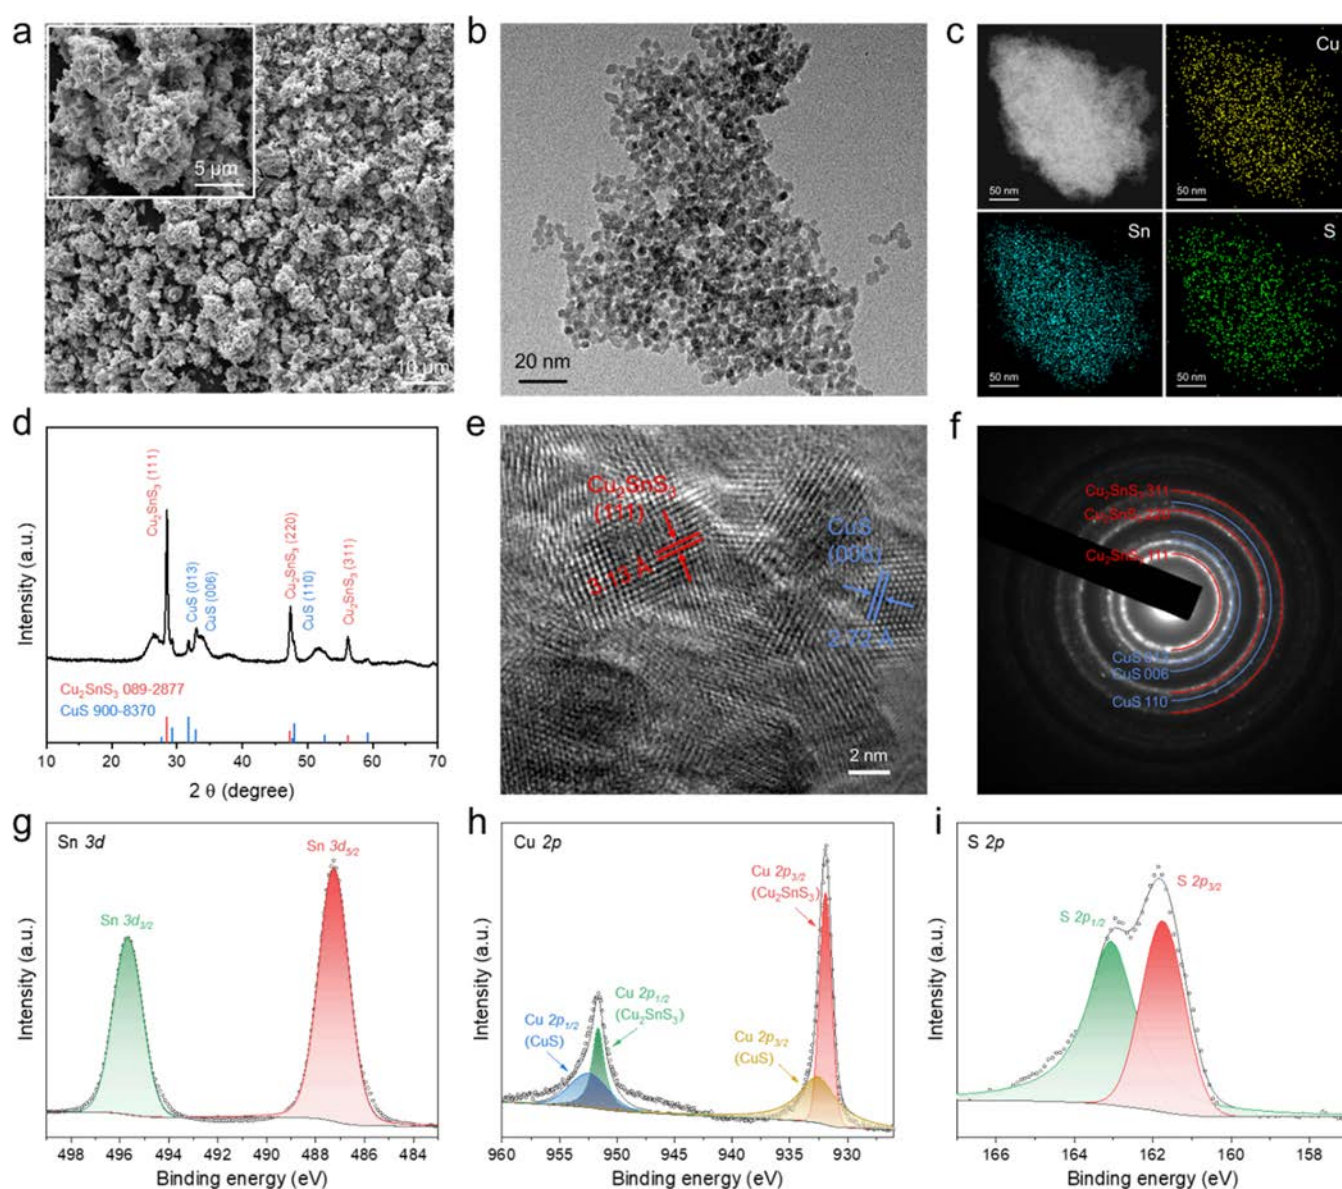 a
5 µm
10 µm
b
20 nm
c
Cu
50 nm
50 nm
Sn
S
50 nm
50 nm
d
Intensity (a.u.)
Cu₂SnS₃ (111)
CuS (013)
CuS (006)
Cu₂SnS₃ (220)
CuS (110)
Cu₂SnS₃ (311)
Cu₂SnS₃ 089-2877
CuS 900-8370
10 20 30 40 50 60 70
2 θ (degree)
e
Cu₂SnS₃
(111)
3.13 Å
CuS
(006)
2.72 Å
2 nm
f
Cu₂SnS₃ 311
Cu₂SnS₃ 220
Cu₂SnS₃ 111
CuS 013
CuS 006
CuS 110
g
Sn 3d
Sn 3d₅/₂
Sn 3d₃/₂
Intensity (a.u.)
498 496 494 492 490 488 486 484
Binding energy (eV)
h
Cu 2p
Cu 2p₃/₂
(Cu₂SnS₃)
Cu 2p₁/₂
(Cu₂SnS₃)
Cu 2p₁/₂
(CuS)
Cu 2p₃/₂
(CuS)
Intensity (a.u.)
960 955 950 945 940 935 930
Binding energy (eV)
i
S 2p
S 2p₃/₂
S 2p₁/₂
Intensity (a.u.)
166 164 162 160 158
Binding energy (eV)